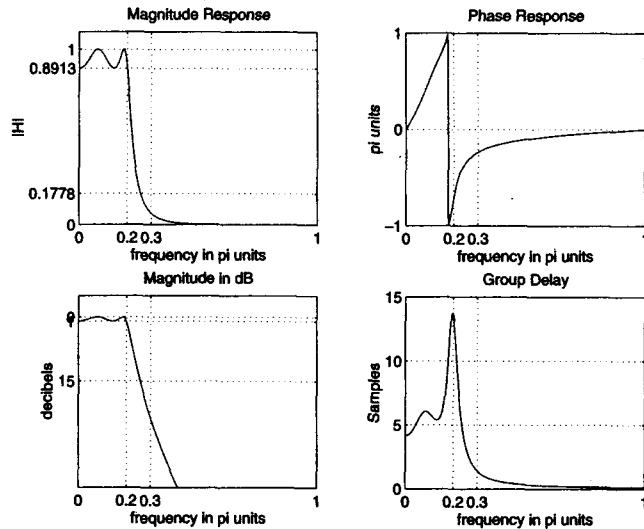 Magnitude Response
1
0.8913
|H|
0.1778
0
0 0.2 0.3 1
frequency in pi units
Phase Response
1
pi units
0
-1
0 0.2 0.3 1
frequency in pi units
Magnitude in dB
0
decibels
15
0 0.2 0.3 1
frequency in pi units
Group Delay
15
10
Samples
5
0
0 0.2 0.3 1
frequency in pi units